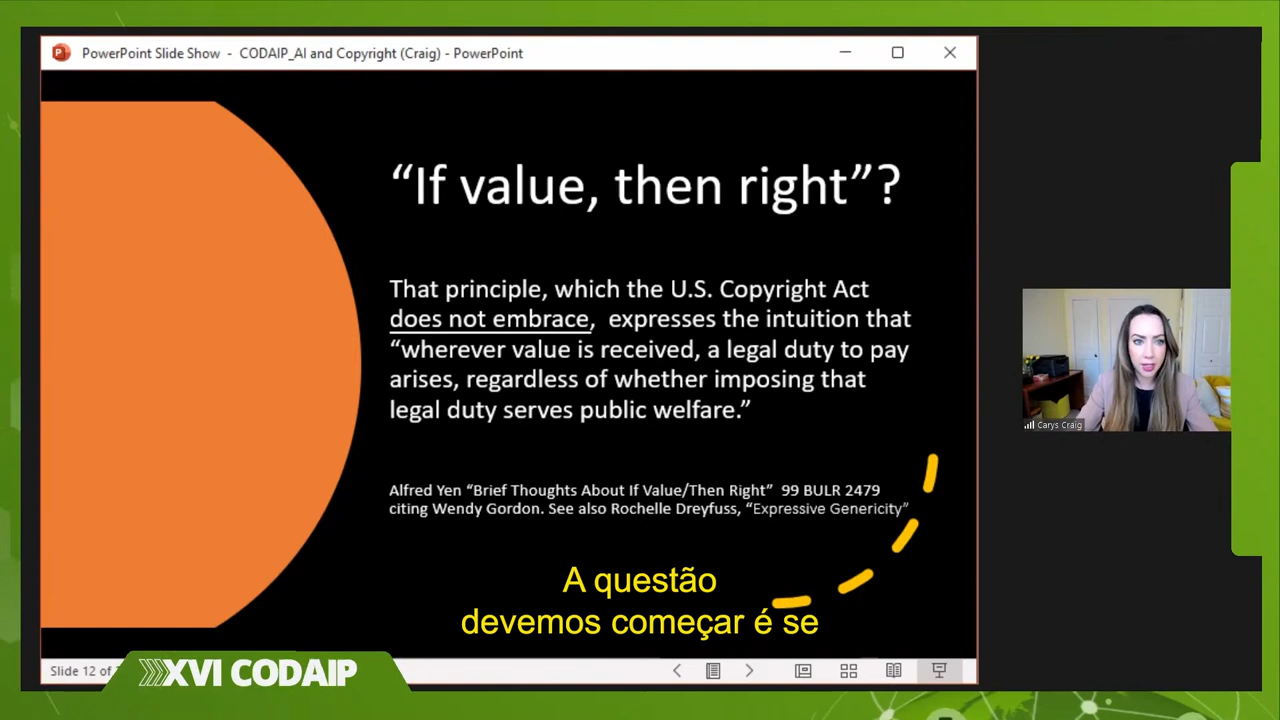 PowerPoint Slide Show - CODAIP_AI and Copyright (Craig) - PowerPoint
“If value, then right”?
That principle, which the U.S. Copyright Act
does not embrace, expresses the intuition that
“wherever value is received, a legal duty to pay
arises, regardless of whether imposing that
legal duty serves public welfare.”
Alfred Yen “Brief Thoughts About If Value/Then Right” 99 BULR 2479
citing Wendy Gordon. See also Rochelle Dreyfuss, “Expressive Genericity”
Carys Craig
A questão
devemos começar é se
Slide 12 of
XVI CODAIP